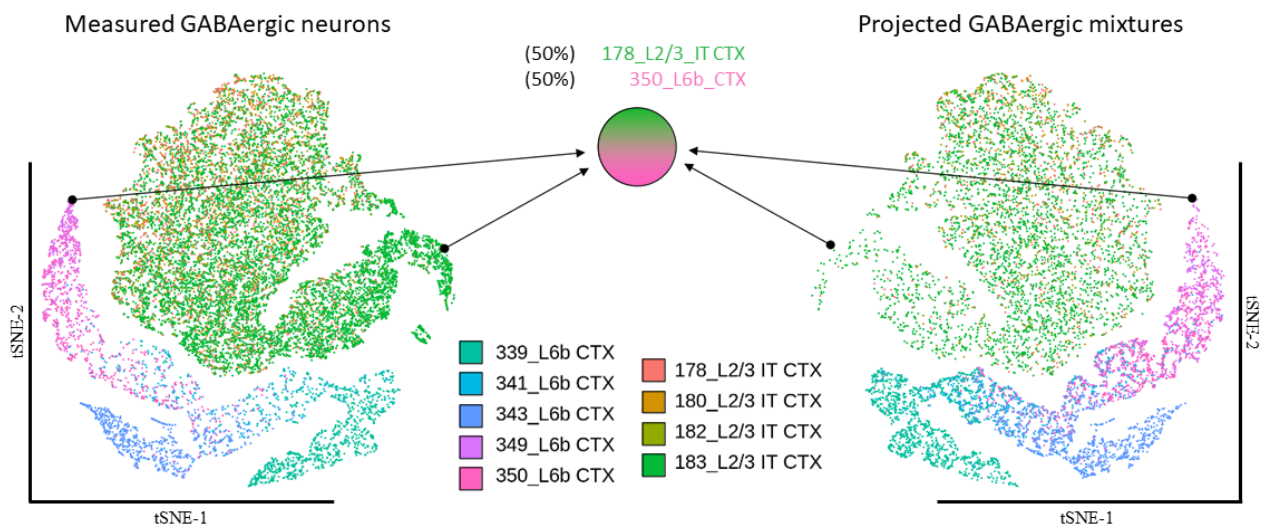 Measured GABAergic neurons
Projected GABAergic mixtures
(50%) 178_L2/3_IT CTX
(50%) 350_L6b_CTX
tSNE-2
tSNE-2
339_L6b CTX
341_L6b CTX
343_L6b CTX
349_L6b CTX
350_L6b CTX
178_L2/3 IT CTX
180_L2/3 IT CTX
182_L2/3 IT CTX
183_L2/3 IT CTX
tSNE-1
tSNE-1